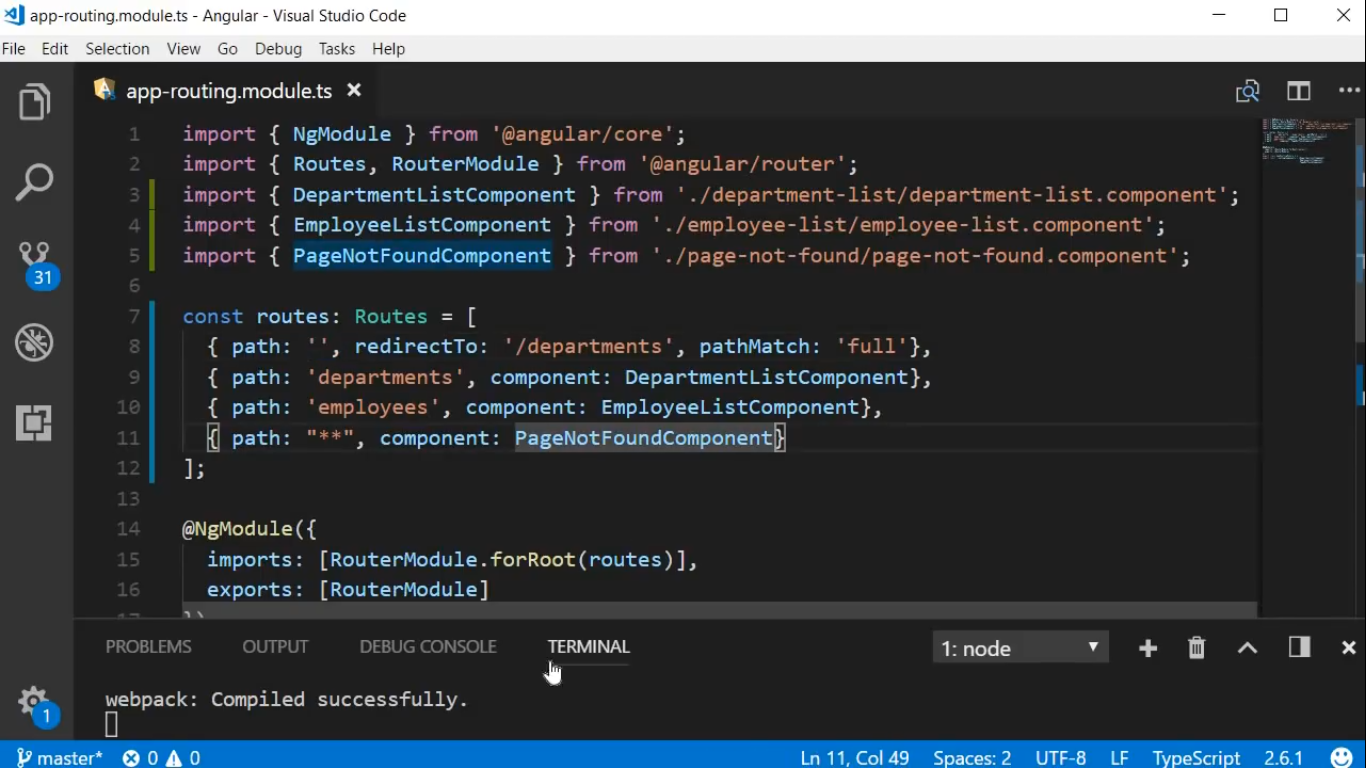 app-routing.module.ts - Angular - Visual Studio Code
File Edit Selection View Go Debug Tasks Help
app-routing.module.ts
1 import { NgModule } from '@angular/core';
2 import { Routes, RouterModule } from '@angular/router';
3 import { DepartmentListComponent } from './department-list/department-list.component';
4 import { EmployeeListComponent } from './employee-list/employee-list.component';
5 import { PageNotFoundComponent } from './page-not-found/page-not-found.component';
6
7 const routes: Routes = [
8 { path: '', redirectTo: '/departments', pathMatch: 'full'},
9 { path: 'departments', component: DepartmentListComponent},
10 { path: 'employees', component: EmployeeListComponent},
11 { path: "**", component: PageNotFoundComponent}
12 ];
13
14 @NgModule({
15 imports: [RouterModule.forRoot(routes)],
16 exports: [RouterModule]
17 })
31
1
PROBLEMS OUTPUT DEBUG CONSOLE TERMINAL 1: node
webpack: Compiled successfully.
master* 0 0 Ln 11, Col 49 Spaces: 2 UTF-8 LF TypeScript 2.6.1